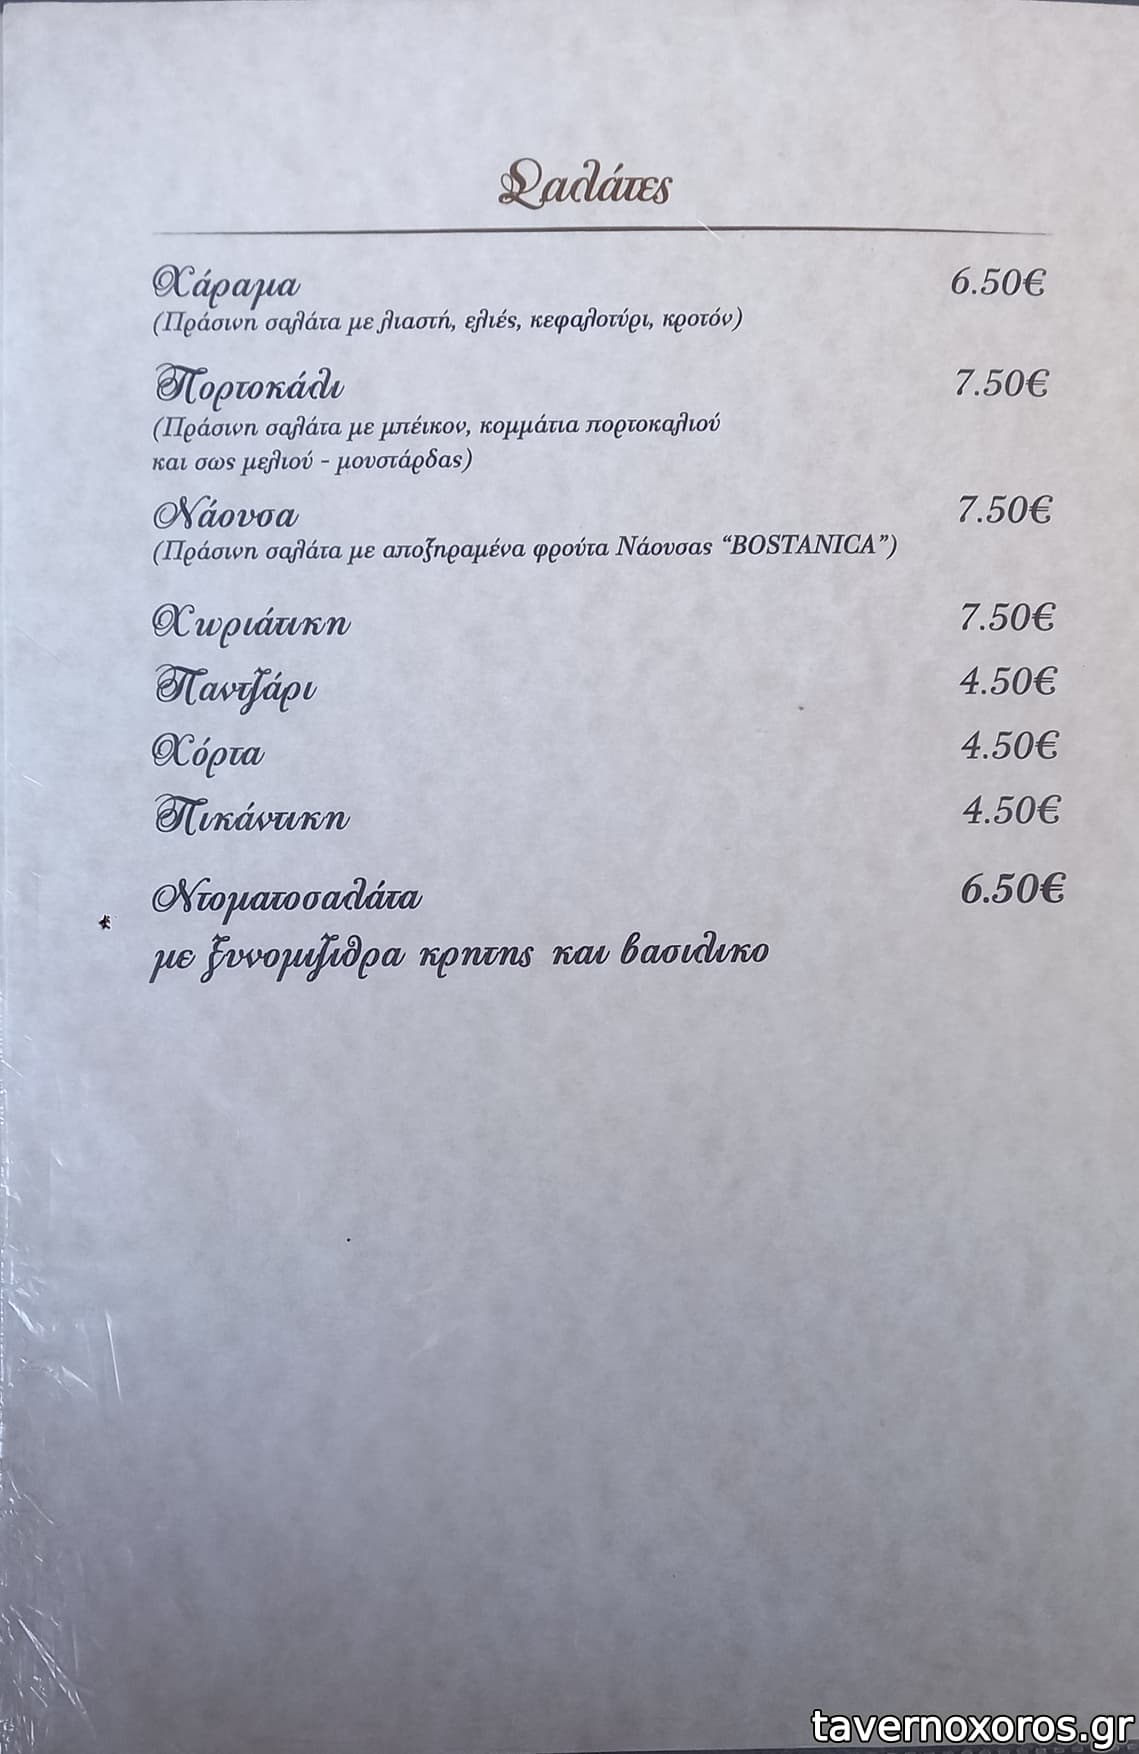 Σαλάτες
Χάραμα 6.50€
(Πράσινη σαλάτα με λιαστή, ελιές, κεφαλοτύρι, κροτόν)
Πορτοκάλι 7.50€
(Πράσινη σαλάτα με μπέικον, κομμάτια πορτοκαλιού
και σως μελιού - μουστάρδας)
Νάουσα 7.50€
(Πράσινη σαλάτα με αποξηραμένα φρούτα Νάουσας “BOSTANICA”)
Χωριάτικη 7.50€
Παντζάρι 4.50€
Χόρτα 4.50€
Πικάντικη 4.50€
Ντοματοσαλάτα 6.50€
με ξυνομιζιθρα κρητης και βασιλικο
tavernoxoros.gr